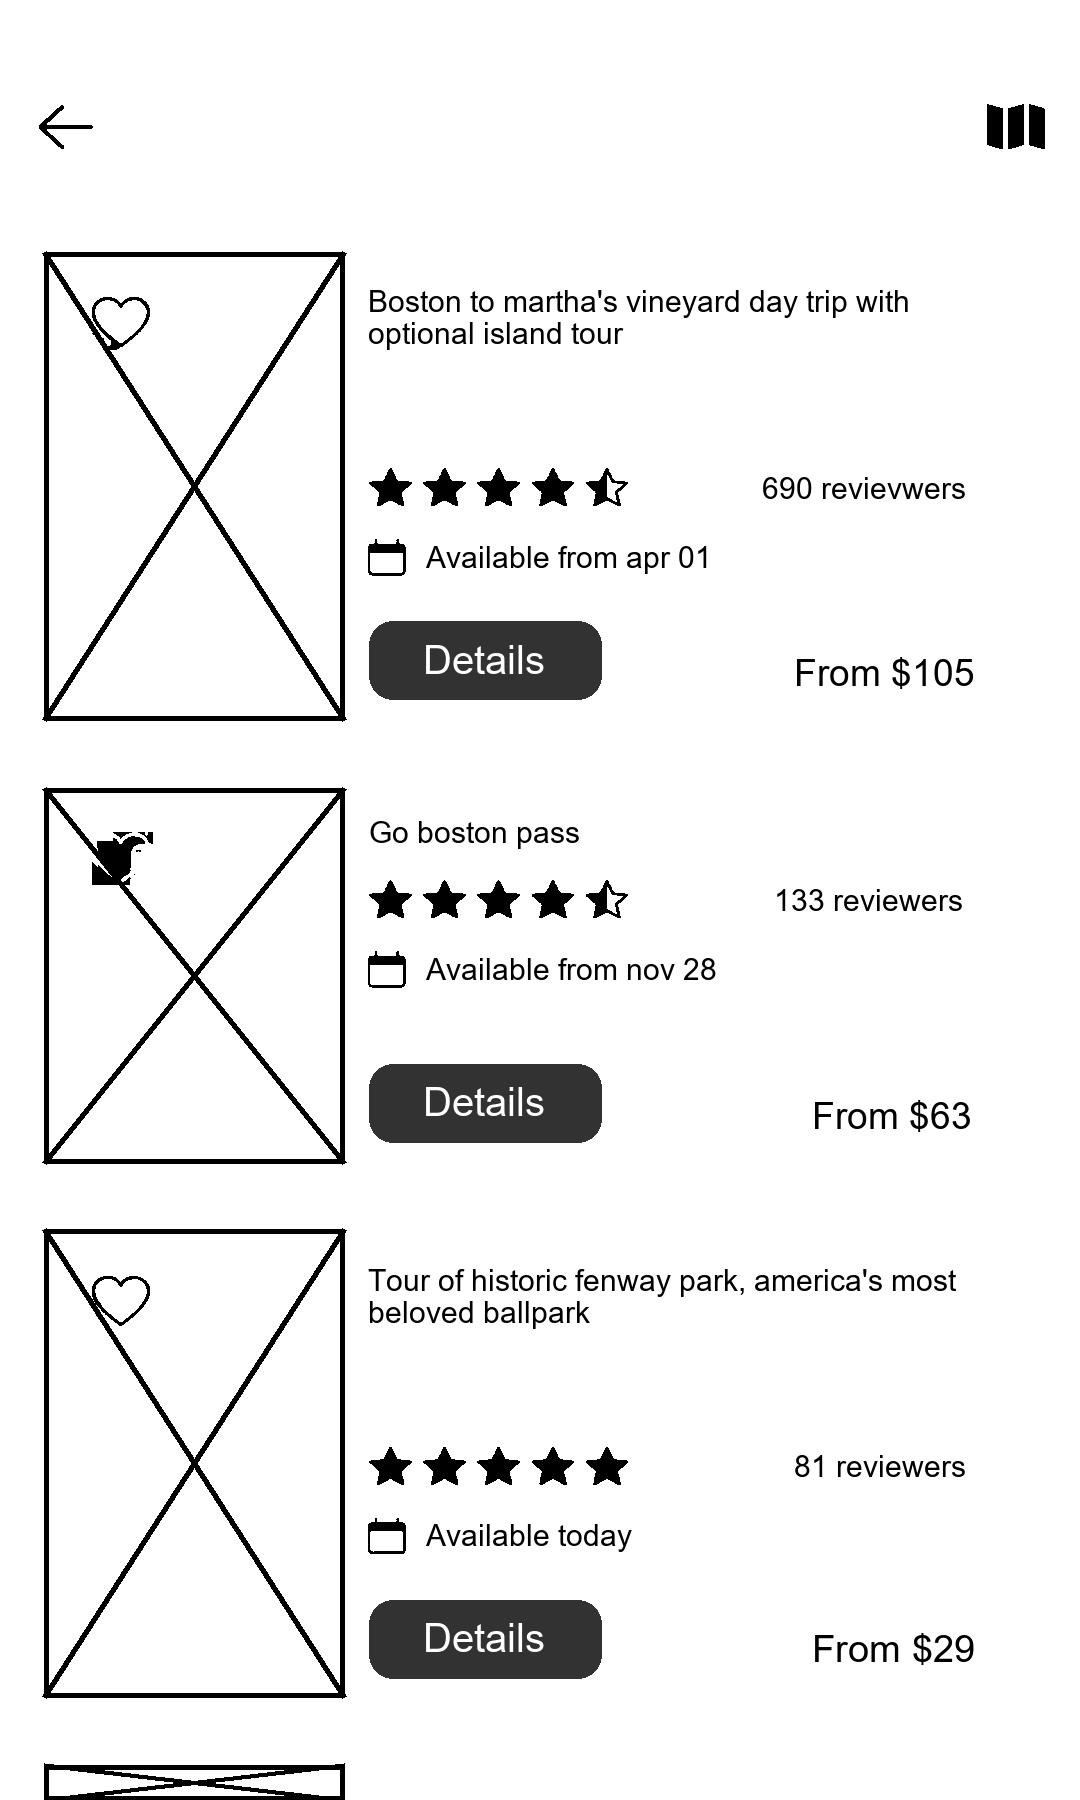 Boston to martha's vineyard day trip with
optional island tour
690 revievwers
Available from apr 01
Details
From $105
Go boston pass
133 reviewers
Available from nov 28
Details
From $63
Tour of historic fenway park, america's most
beloved ballpark
81 reviewers
Available today
Details
From $29